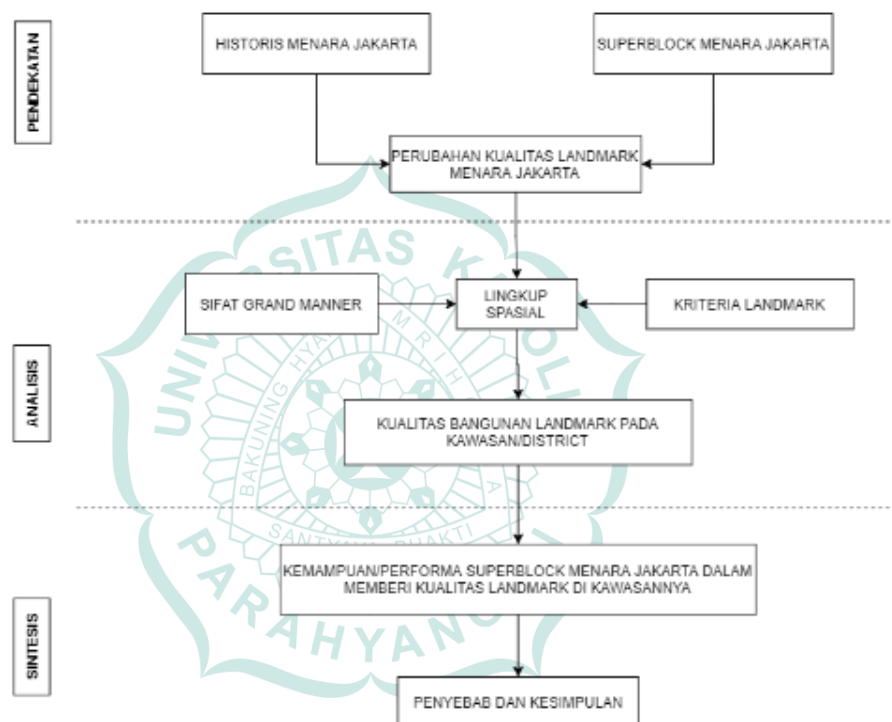 PENDEKATAN
HISTORIS MENARA JAKARTA
SUPERBLOCK MENARA JAKARTA
PERUBAHAN KUALITAS LANDMARK
MENARA JAKARTA
ANALISIS
SIFAT GRAND MANNER
LINGKUP
SPASIAL
KRITERIA LANDMARK
KUALITAS BANGUNAN LANDMARK PADA
KAWASAN/DISTRICT
SINTESIS
KEMAMPUAN/PERFORMA SUPERBLOCK MENARA JAKARTA DALAM
MEMBERI KUALITAS LANDMARK DI KAWASANNYA
PENYEBAB DAN KESIMPULAN
BAKUNING
PARAHYANG